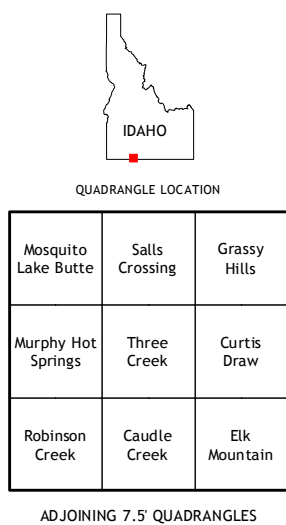 IDAHO
QUADRANGLE LOCATION
Mosquito
Lake Butte
Salls
Crossing
Grassy
Hills
Murphy Hot
Springs
Three
Creek
Curtis
Draw
Robinson
Creek
Caudle
Creek
Elk
Mountain
ADJOINING 7.5' QUADRANGLES